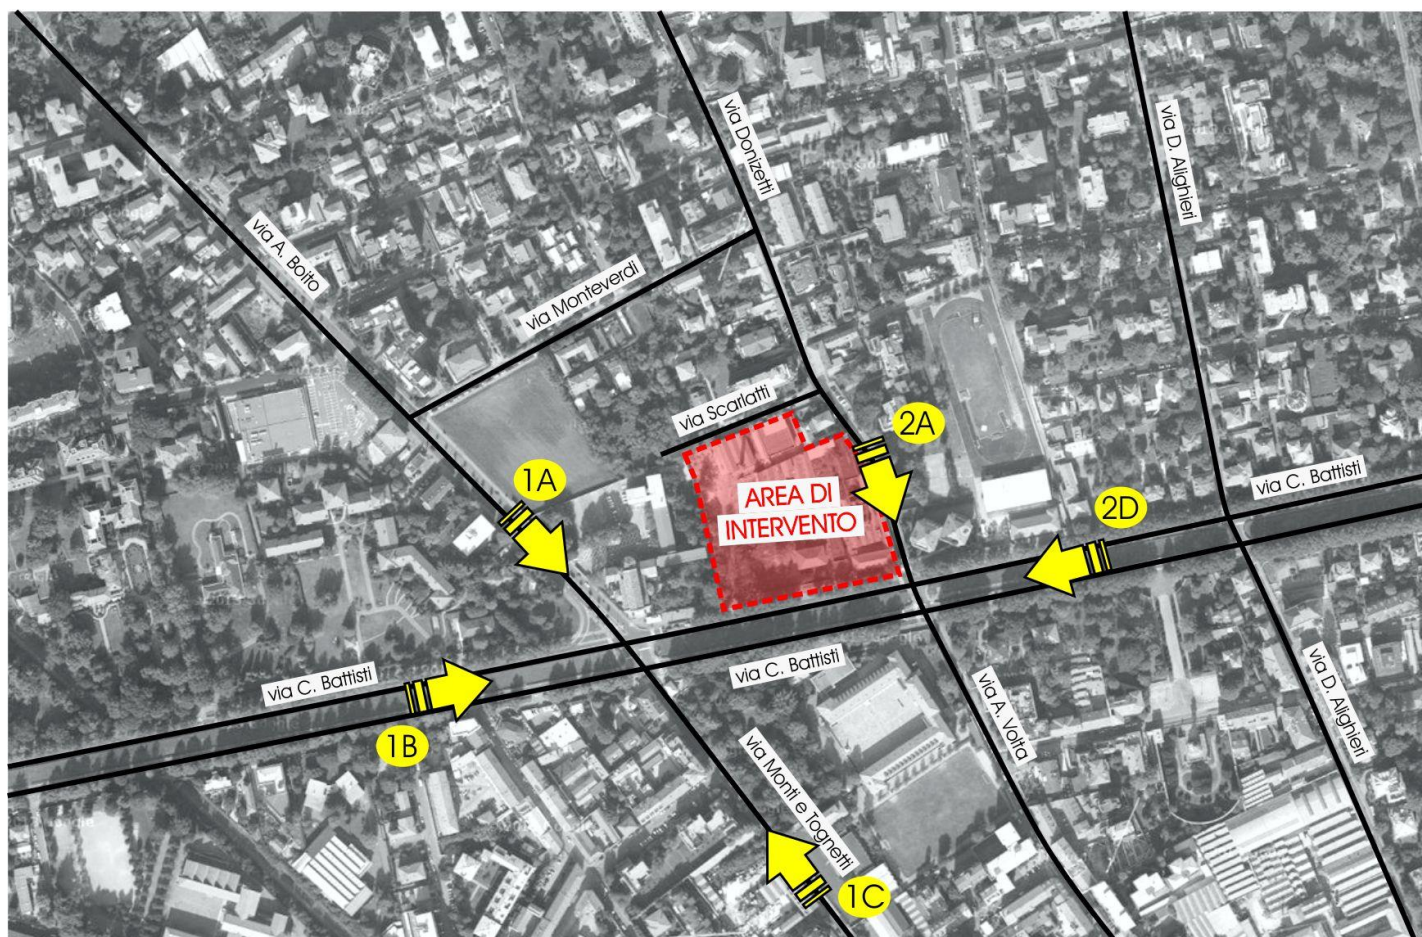 via Donizetti
via D. Alighieri
via A. Boito
via Monteverdi
via Scarlatti
2A
1A
AREA DI
INTERVENTO
2D
via C. Battisti
via C. Battisti
via C. Battisti
1B
via A. Volta
via D. Alighieri
via Monti e Tognetti
1C